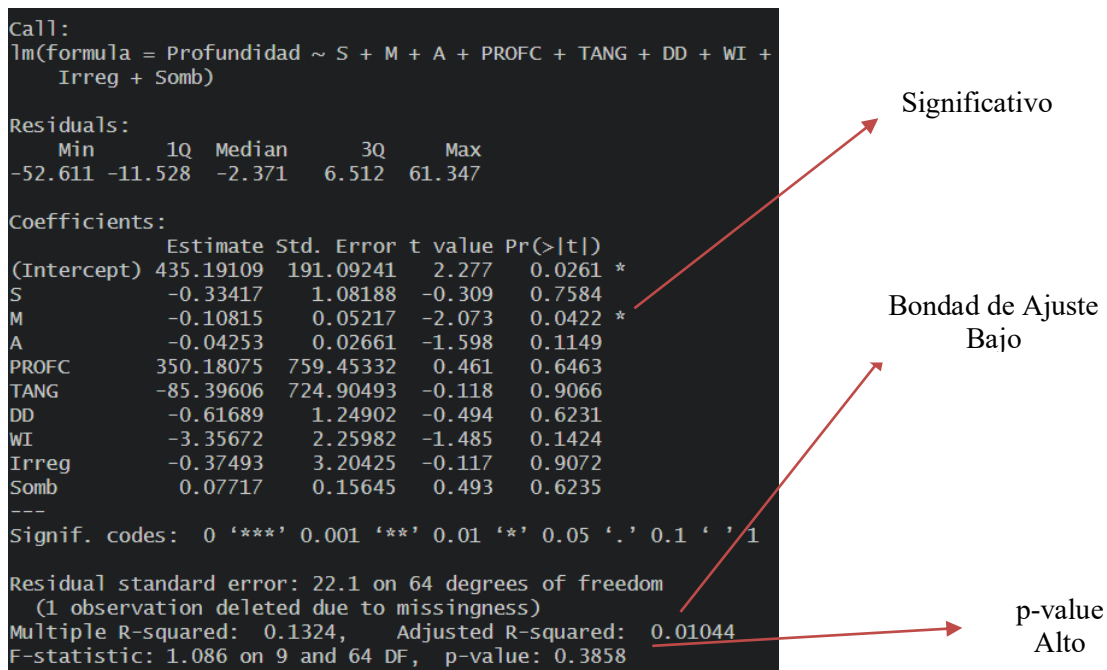 Call:
lm(formula = Profundidad ~ S + M + A + PROFC + TANG + DD + WI +
    Irreg + Somb)
Residuals:
    Min      1Q  Median      3Q     Max
-52.611 -11.528  -2.371   6.512  61.347
Coefficients:
             Estimate Std. Error t value Pr(>|t|)
(Intercept) 435.19109  191.09241   2.277   0.0261 *
S            -0.33417    1.08188  -0.309   0.7584
M            -0.10815    0.05217  -2.073   0.0422 *
A            -0.04253    0.02661  -1.598   0.1149
PROFC       350.18075  759.45332   0.461   0.6463
TANG        -85.39606  724.90493  -0.118   0.9066
DD           -0.61689    1.24902  -0.494   0.6231
WI           -3.35672    2.25982  -1.485   0.1424
Irreg        -0.37493    3.20425  -0.117   0.9072
Somb          0.07717    0.15645   0.493   0.6235
---
Signif. codes:  0 ‘***’ 0.001 ‘**’ 0.01 ‘*’ 0.05 ‘.’ 0.1 ‘ ’ 1
Residual standard error: 22.1 on 64 degrees of freedom
  (1 observation deleted due to missingness)
Multiple R-squared:  0.1324,    Adjusted R-squared:  0.01044
F-statistic: 1.086 on 9 and 64 DF,  p-value: 0.3858
Significativo
Bondad de Ajuste
Bajo
p-value
Alto